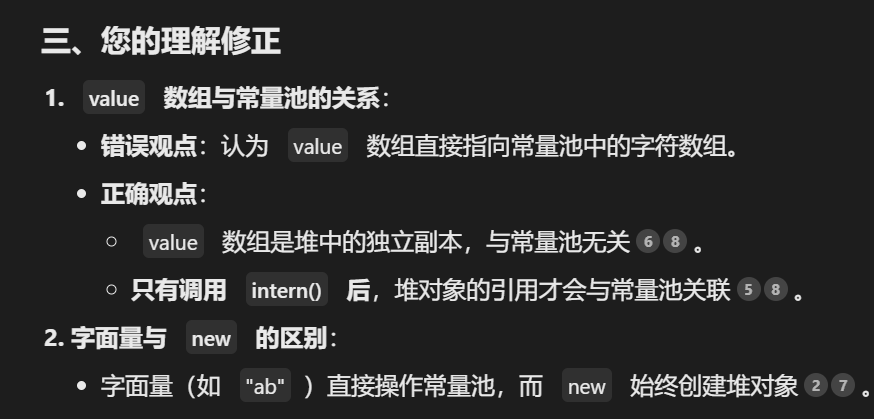 三、您的理解修正
1. value 数组与常量池的关系：
• 错误观点：认为 value 数组直接指向常量池中的字符数组。
• 正确观点：
○ value 数组是堆中的独立副本，与常量池无关 6 8 。
○ 只有调用 intern() 后，堆对象的引用才会与常量池关联 5 8 。
2. 字面量与 new 的区别：
• 字面量（如 "ab" ）直接操作常量池，而 new 始终创建堆对象 2 7 。